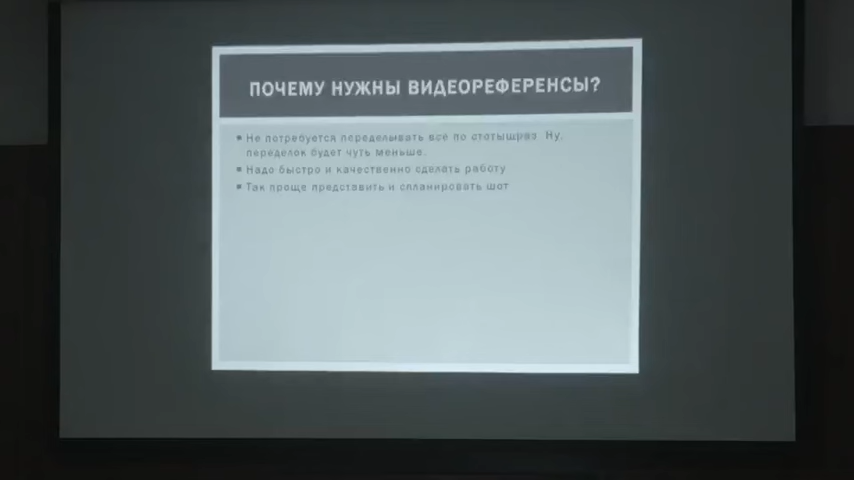 ПОЧЕМУ НУЖНЫ ВИДЕОРЕФЕРЕНСЫ?
▪ Не потребуется переделывать все по стотыщраз. Ну,
переделок будет чуть меньше.
▪ Надо быстро и качественно сделать работу
▪ Так проще представить и спланировать шот